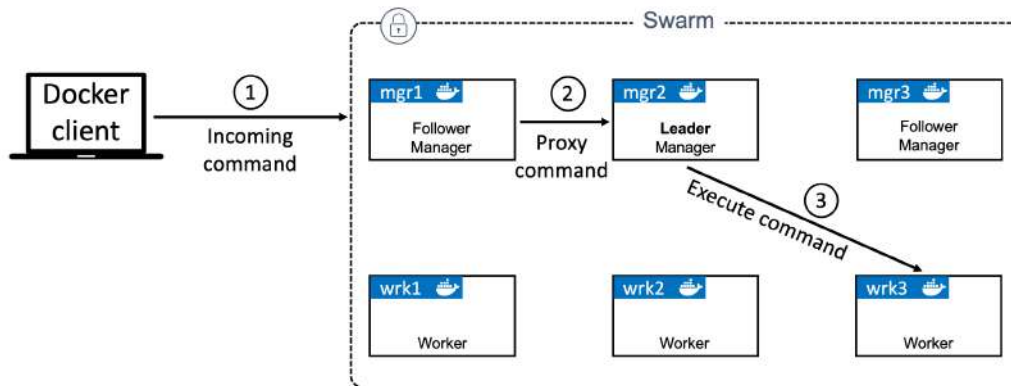 Swarm
Docker
client
1
Incoming
command
mgr1
Follower
Manager
2
Proxy
command
mgr2
Leader
Manager
mgr3
Follower
Manager
3
Execute command
wrk1
Worker
wrk2
Worker
wrk3
Worker